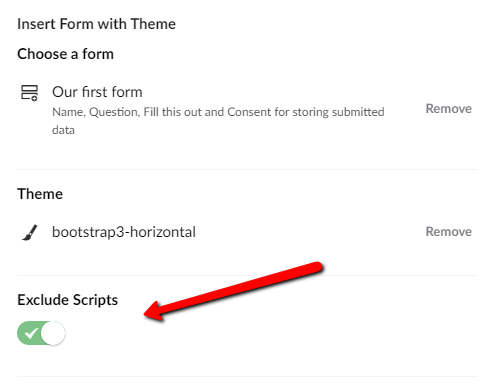 Insert Form with Theme
Choose a form
Our first form
Name, Question, Fill this out and Consent for storing submitted
data
Remove
Theme
bootstrap3-horizontal
Remove
Exclude Scripts